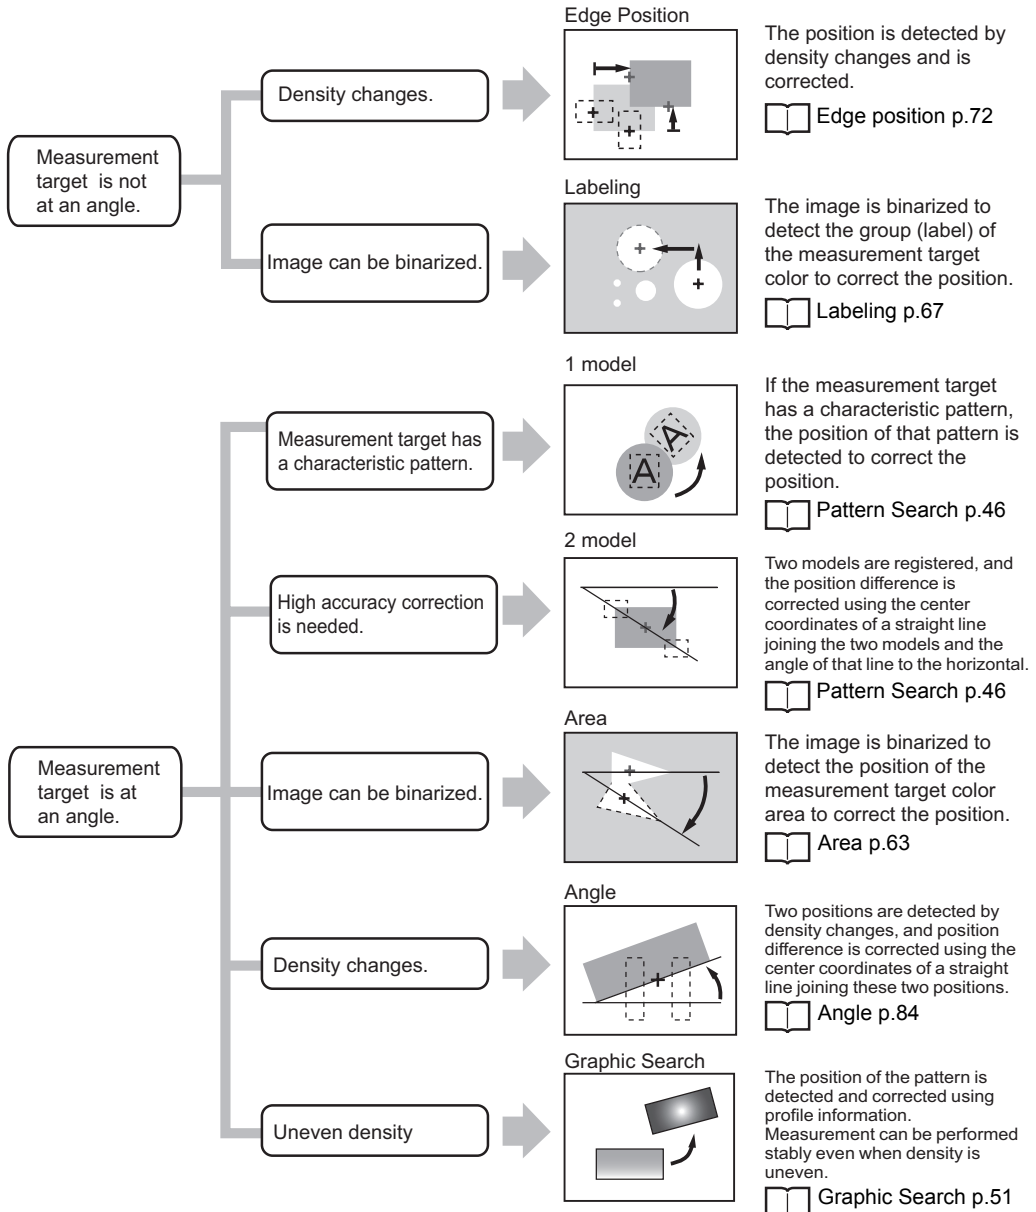 Measurement
target is not
at an angle.
Density changes.
Edge Position
The position is detected by
density changes and is
corrected.
Edge position p.72
Image can be binarized.
Labeling
The image is binarized to
detect the group (label) of
the measurement target
color to correct the position.
Labeling p.67
Measurement
target is at
an angle.
Measurement target has
a characteristic pattern.
1 model
A
A
If the measurement target
has a characteristic pattern,
the position of that pattern is
detected to correct the
position.
Pattern Search p.46
High accuracy correction
is needed.
2 model
Two models are registered, and
the position difference is
corrected using the center
coordinates of a straight line
joining the two models and the
angle of that line to the horizontal.
Pattern Search p.46
Image can be binarized.
Area
The image is binarized to
detect the position of the
measurement target color
area to correct the position.
Area p.63
Density changes.
Angle
Two positions are detected by
density changes, and position
difference is corrected using the
center coordinates of a straight
line joining these two positions.
Angle p.84
Uneven density
Graphic Search
The position of the pattern is
detected and corrected using
profile information.
Measurement can be performed
stably even when density is
uneven.
Graphic Search p.51